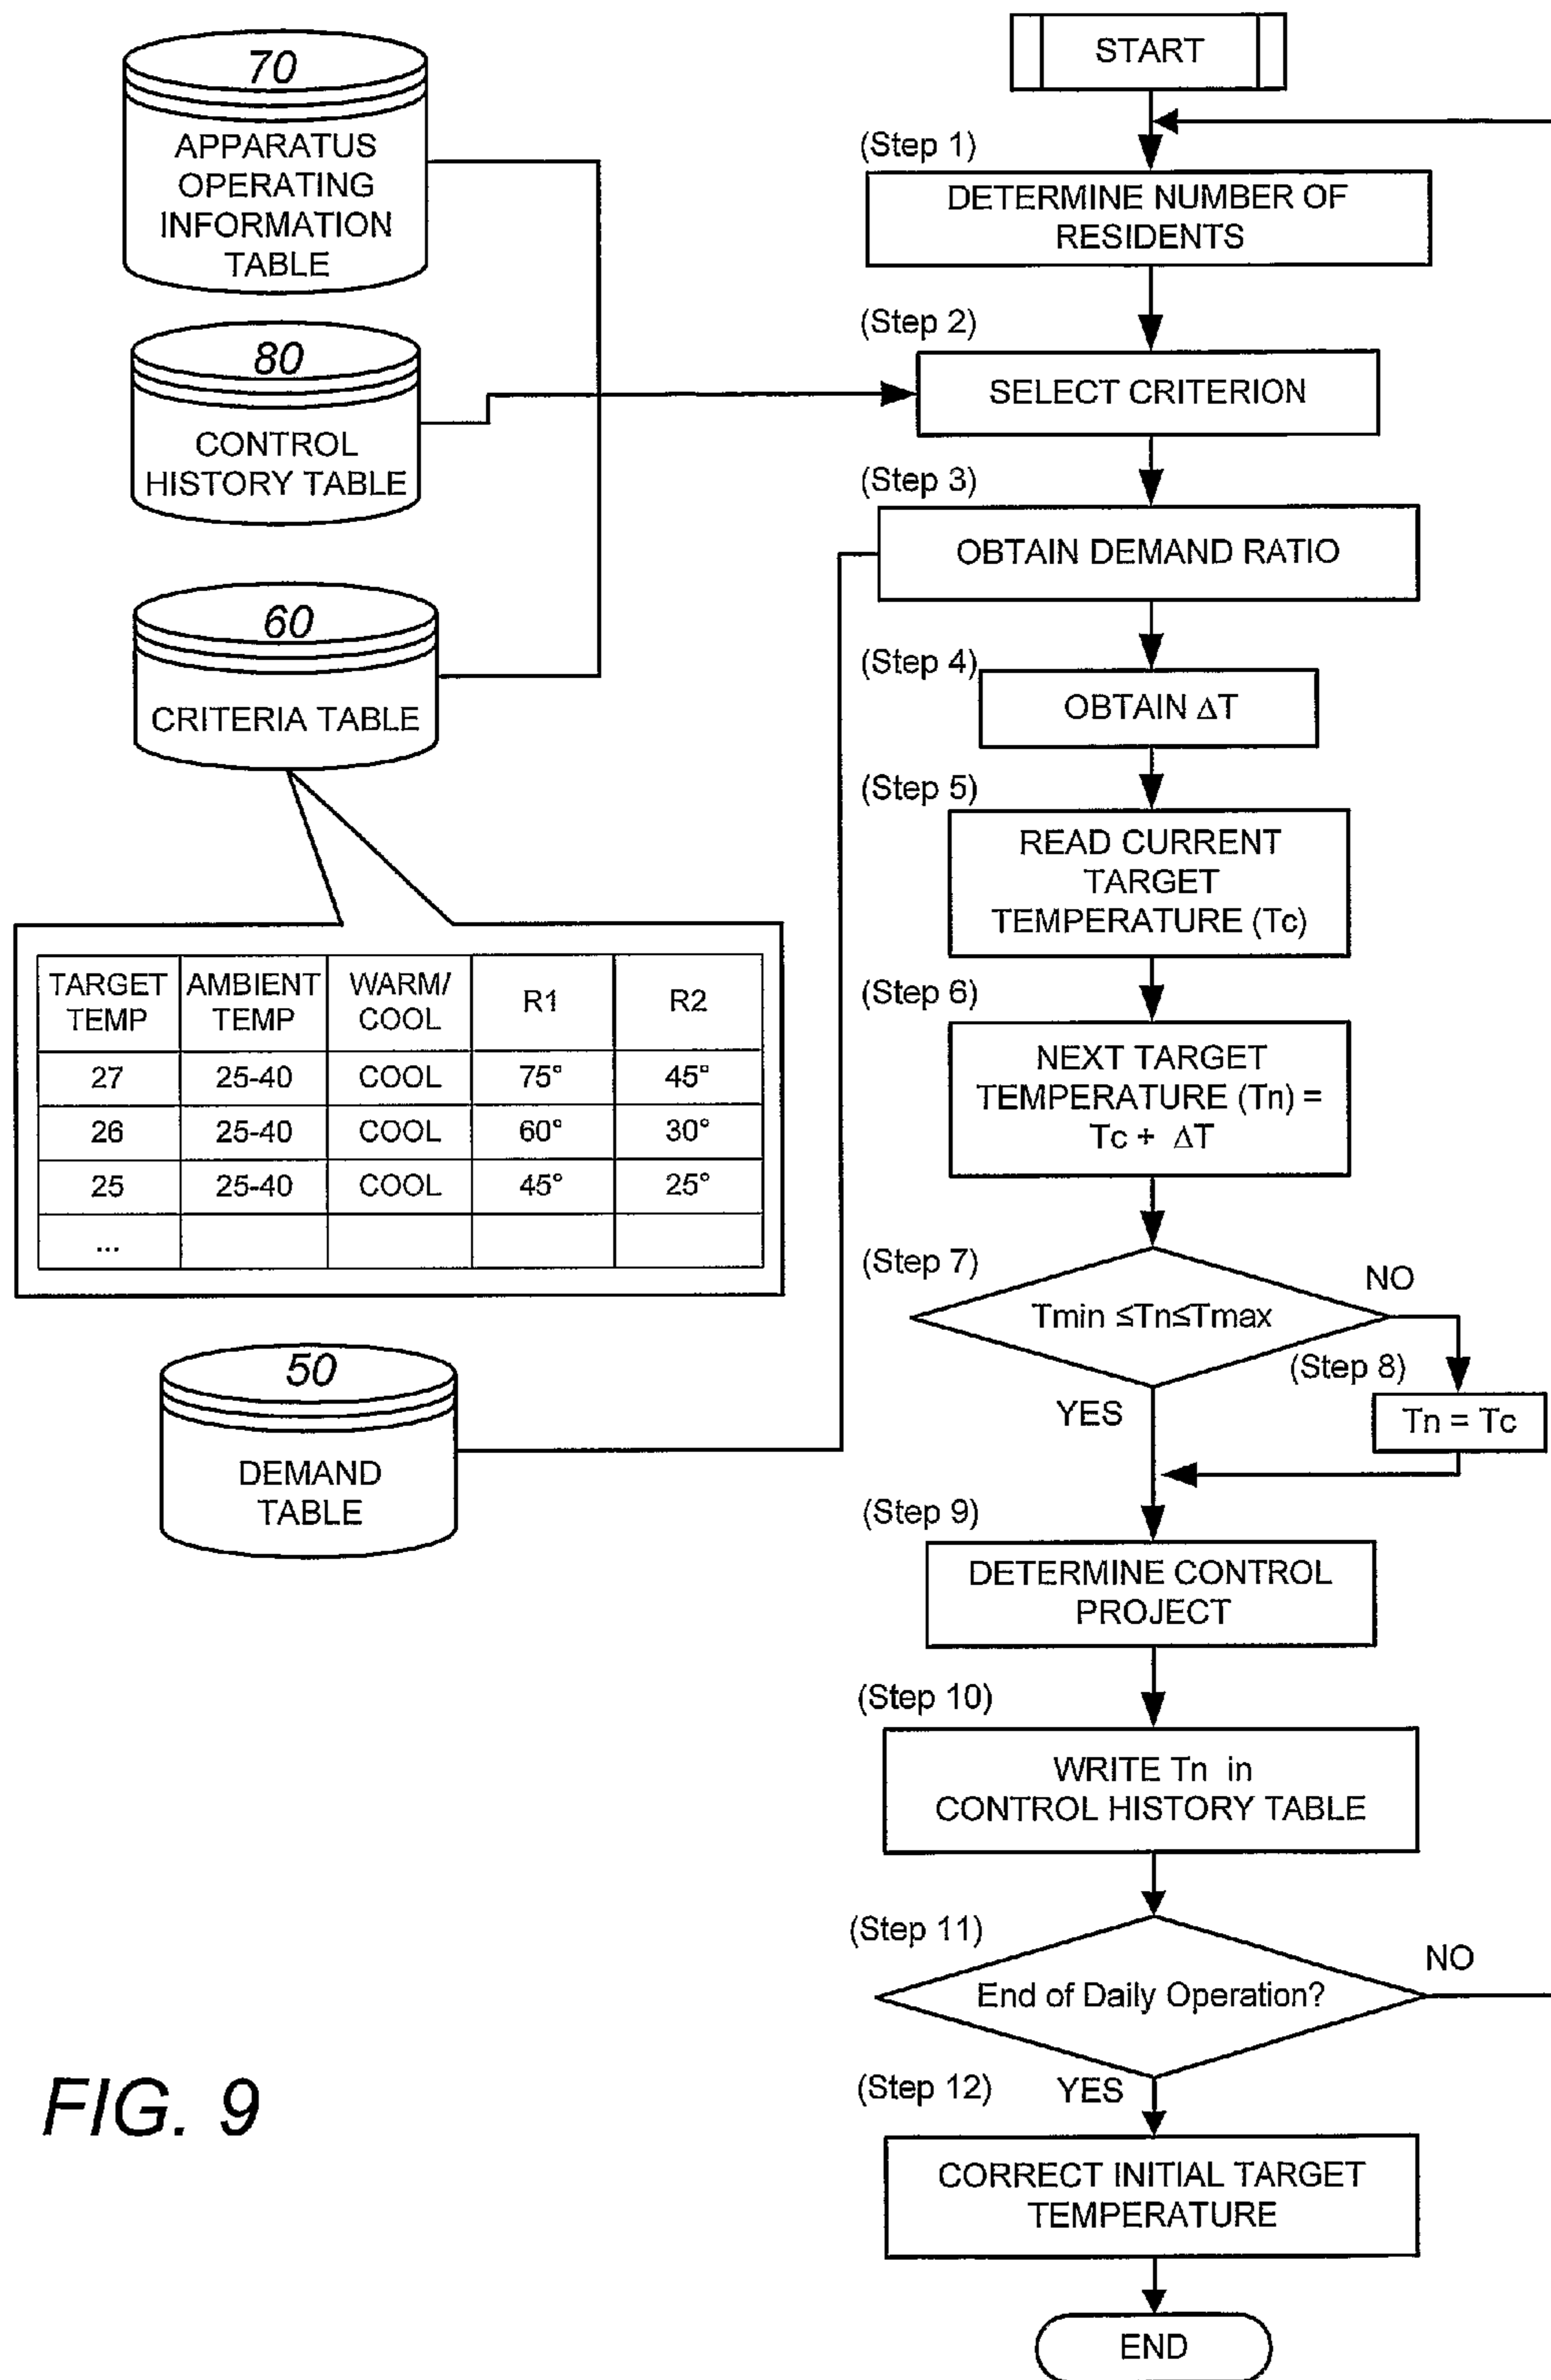 70
APPARATUS
OPERATING
INFORMATION
TABLE
80
CONTROL
HISTORY TABLE
60
CRITERIA TABLE
TARGET TEMP AMBIENT TEMP WARM/ COOL R1 R2
27 25-40 COOL 75° 45°
26 25-40 COOL 60° 30°
25 25-40 COOL 45° 25°
...
50
DEMAND
TABLE
FIG. 9
START
(Step 1)
DETERMINE NUMBER OF
RESIDENTS
(Step 2)
SELECT CRITERION
(Step 3)
OBTAIN DEMAND RATIO
(Step 4)
OBTAIN ΔT
(Step 5)
READ CURRENT
TARGET
TEMPERATURE (Tc)
(Step 6)
NEXT TARGET
TEMPERATURE (Tn) =
Tc + ΔT
(Step 7)
Tmin ≤Tn≤Tmax
NO
(Step 8)
Tn = Tc
YES
(Step 9)
DETERMINE CONTROL
PROJECT
(Step 10)
WRITE Tn in
CONTROL HISTORY TABLE
(Step 11)
End of Daily Operation?
NO
(Step 12)
YES
CORRECT INITIAL TARGET
TEMPERATURE
END